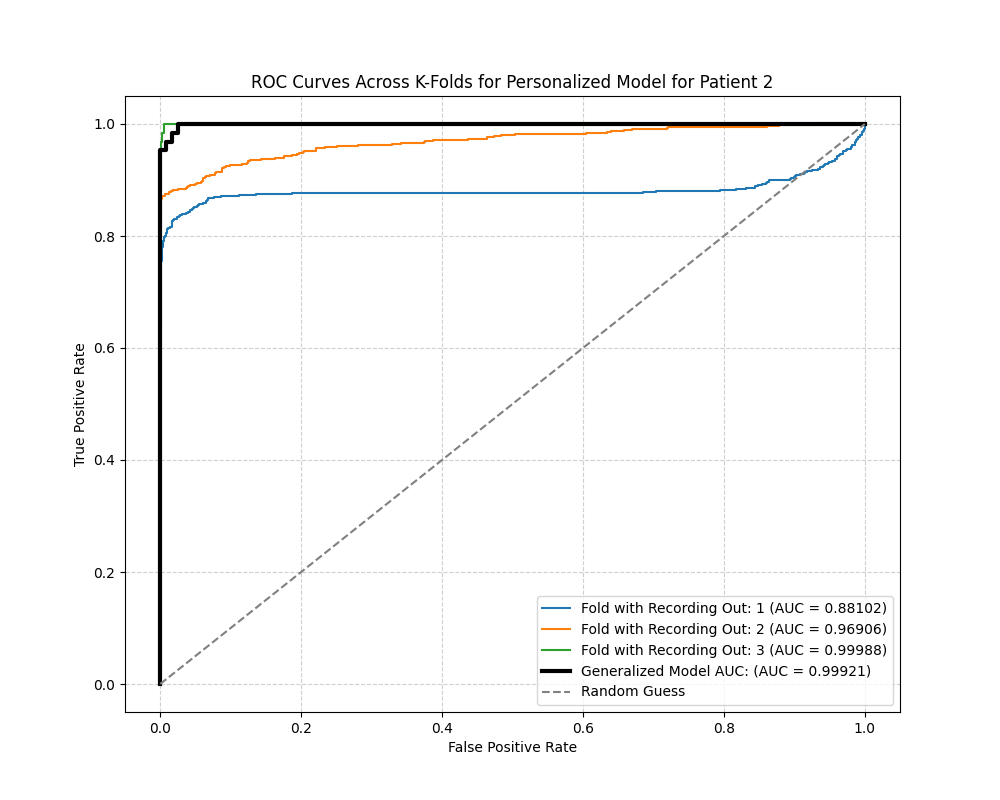 ROC Curves Across K-Folds for Personalized Model for Patient 2
True Positive Rate
1.0
0.8
0.6
0.4
0.2
0.0
Fold with Recording Out: 1 (AUC = 0.88102)
Fold with Recording Out: 2 (AUC = 0.96906)
Fold with Recording Out: 3 (AUC = 0.99988)
Generalized Model AUC: (AUC = 0.99921)
Random Guess
0.0 0.2 0.4 0.6 0.8 1.0
False Positive Rate